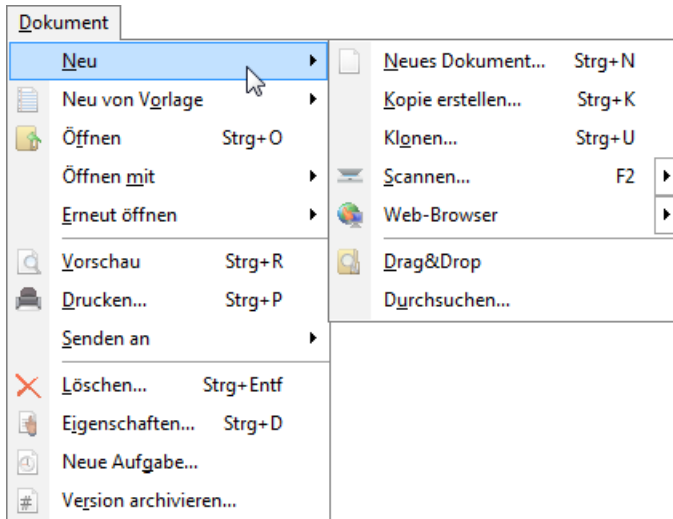 Dokument
Neu
Neu von Vorlage
Öffnen Strg+O
Öffnen mit
Erneut öffnen
Vorschau Strg+R
Drucken... Strg+P
Senden an
Löschen... Strg+Entf
Eigenschaften... Strg+D
Neue Aufgabe...
Version archivieren...
Neues Dokument... Strg+N
Kopie erstellen... Strg+K
Klonen... Strg+U
Scannen... F2
Web-Browser
Drag&Drop
Durchsuchen...